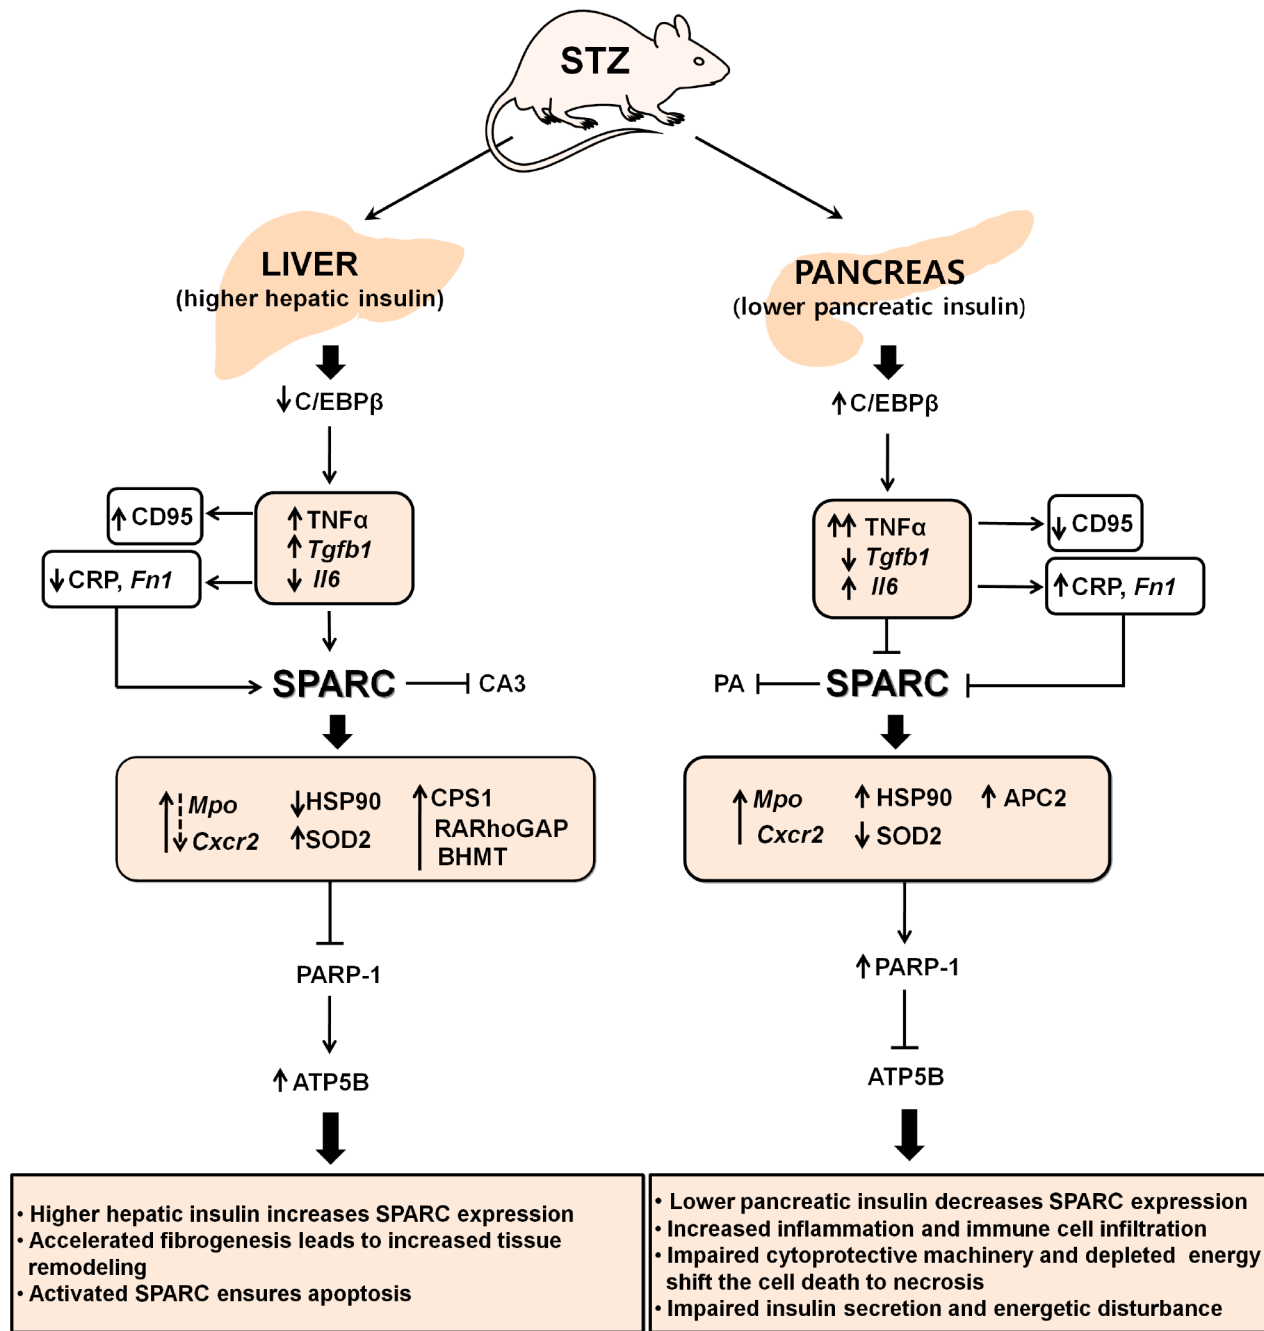 STZ
LIVER
(higher hepatic insulin)
↓ C/EBPβ
↑ CD95
↓ CRP, Fn1
↑ TNFα
↑ Tgfb1
↓ Il6
SPARC
CA3
Mpo
Cxcr2
↓HSP90
↑SOD2
CPS1
RARhoGAP
BHMT
PARP-1
↑ ATP5B
• Higher hepatic insulin increases SPARC expression
• Accelerated fibrogenesis leads to increased tissue
remodeling
• Activated SPARC ensures apoptosis
PANCREAS
(lower pancreatic insulin)
↑ C/EBPβ
↑↑ TNFα
↓ Tgfb1
↑ Il6
↓ CD95
↑ CRP, Fn1
PA
SPARC
Mpo
Cxcr2
↑ HSP90
↓ SOD2
↑ APC2
↑ PARP-1
ATP5B
• Lower pancreatic insulin decreases SPARC expression
• Increased inflammation and immune cell infiltration
• Impaired cytoprotective machinery and depleted energy
shift the cell death to necrosis
• Impaired insulin secretion and energetic disturbance